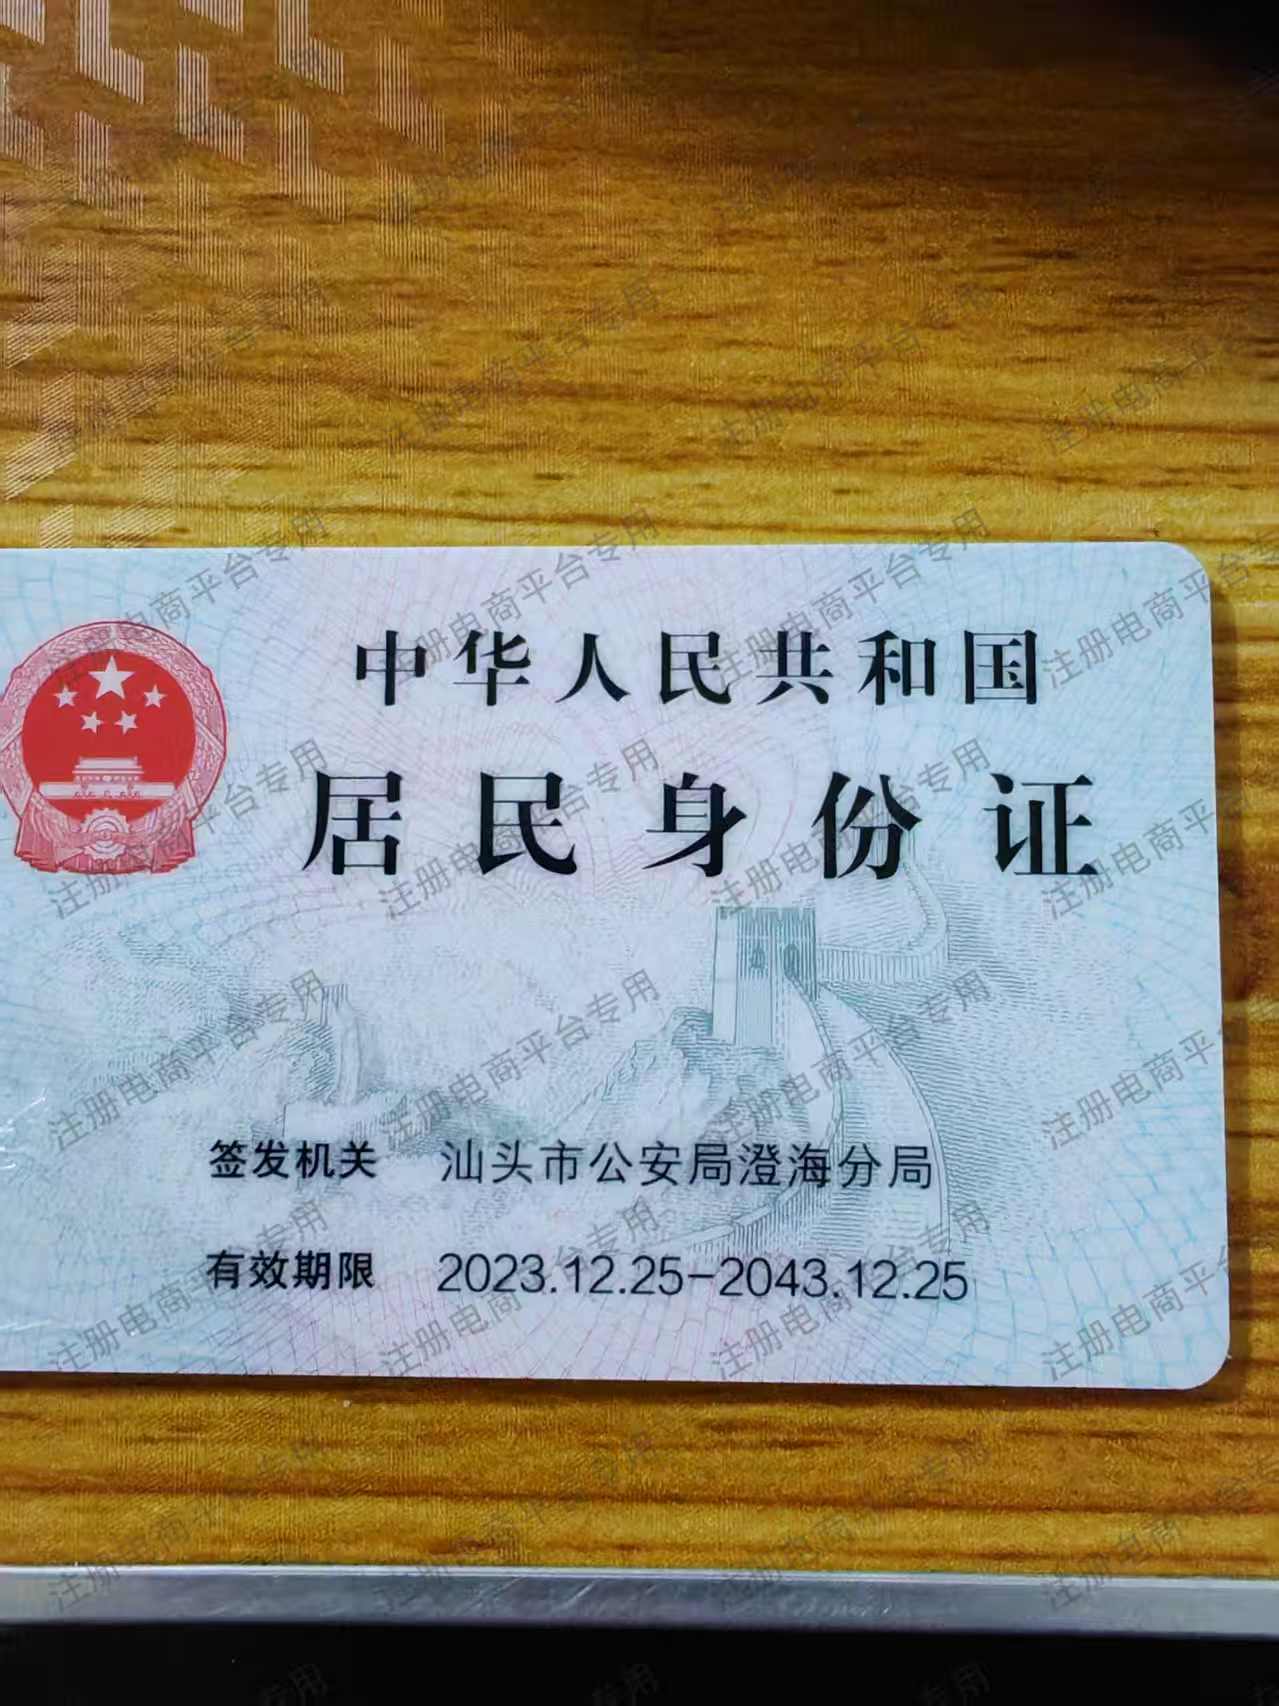 中华人民共和国
居民身份证
签发机关 汕头市公安局澄海分局
有效期限 2023.12.25-2043.12.25
注册电商平台专用